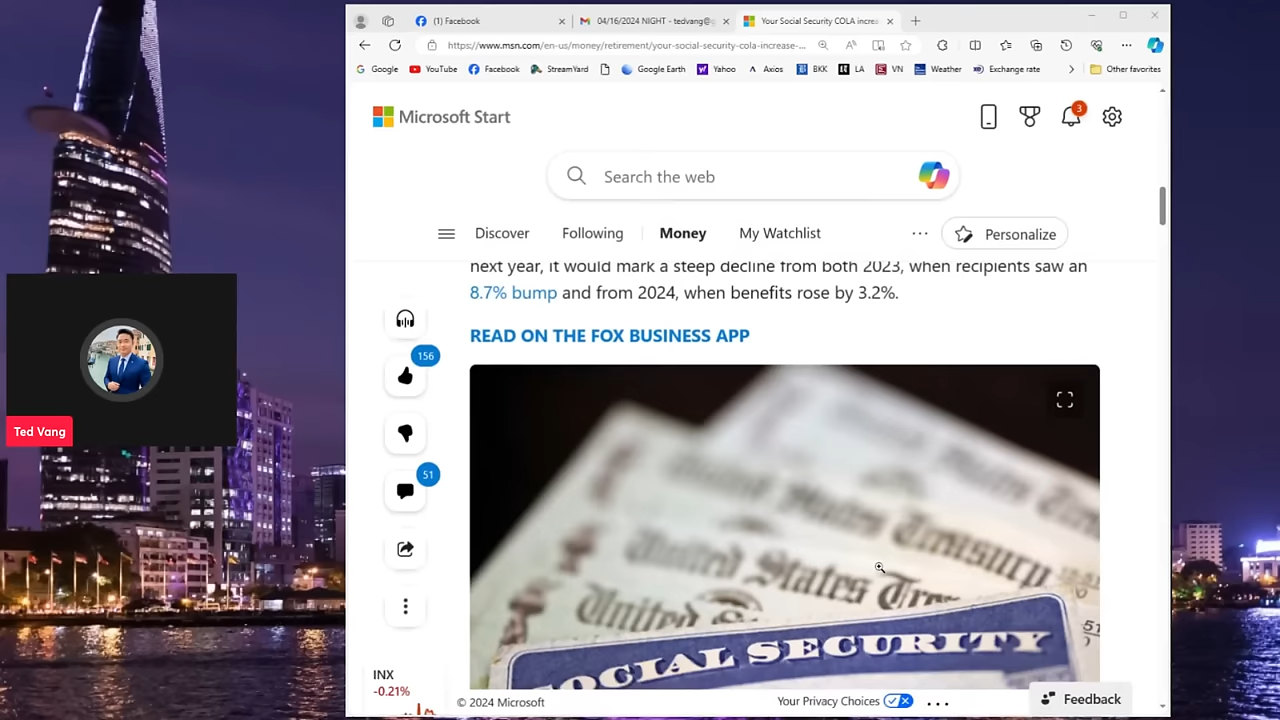 (1) Facebook
04/16/2024 NIGHT - tedvang@g
Your Social Security COLA increa
https://www.msn.com/en-us/money/retirement/your-social-security-cola-increase-...
Google YouTube Facebook StreamYard Google Earth Yahoo Axios BKK LA VN Weather Exchange rate Other favorites
Microsoft Start
3
Search the web
Discover Following Money My Watchlist ... Personalize
next year, it would mark a steep decline from both 2023, when recipients saw an
8.7% bump and from 2024, when benefits rose by 3.2%.
READ ON THE FOX BUSINESS APP
156
51
Ted Vang
United States Treasury
United States Treasury
United
SOCIAL SECURITY
INX
-0.21%
© 2024 Microsoft
Your Privacy Choices
...
Feedback